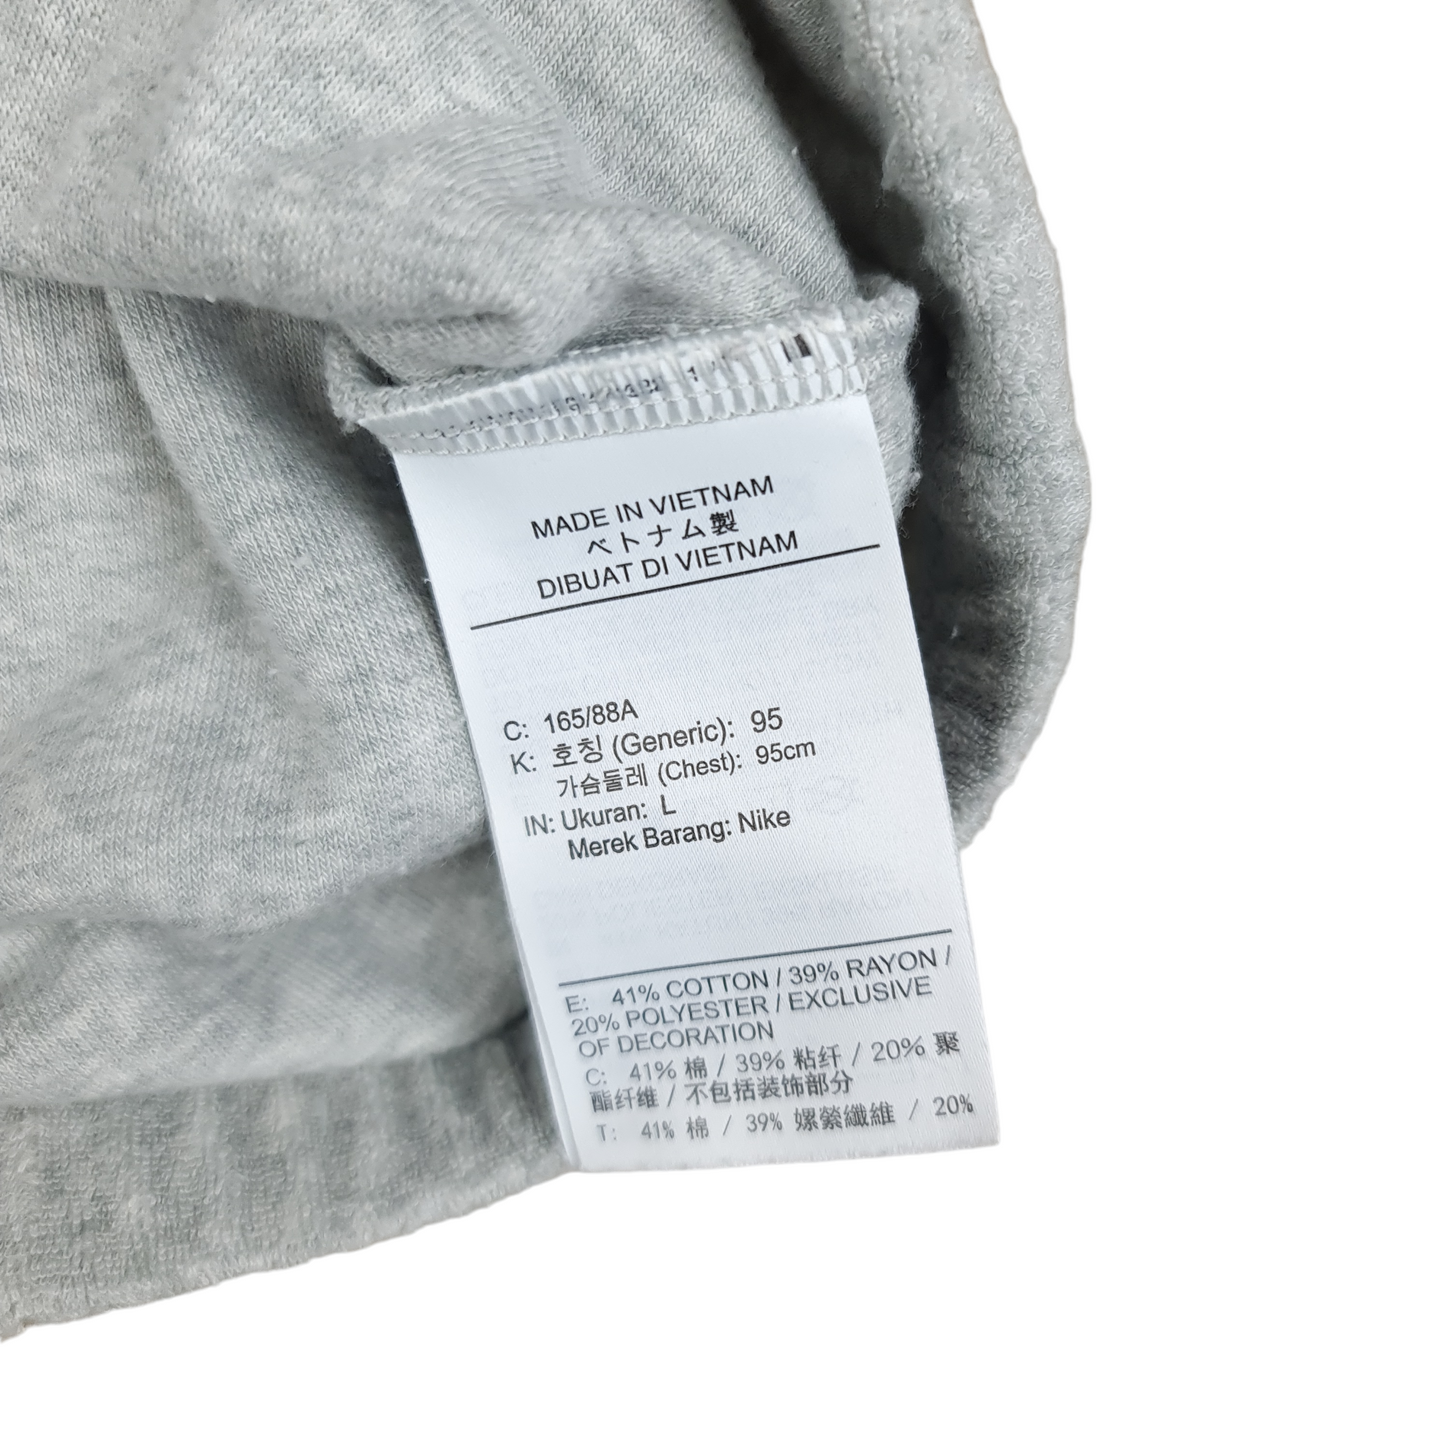 MADE IN VIETNAM
ベトナム製
DIBUAT DI VIETNAM
C: 165/88A
K: 호칭 (Generic): 95
가슴둘레 (Chest): 95cm
IN: Ukuran: L
Merek Barang: Nike
E: 41% COTTON / 39% RAYON /
20% POLYESTER / EXCLUSIVE
OF DECORATION
C: 41% 棉 / 39% 粘纤 / 20% 聚
酯纤维 / 不包括装饰部分
T: 41% 棉 / 39% 嫘縈纖維 / 20%